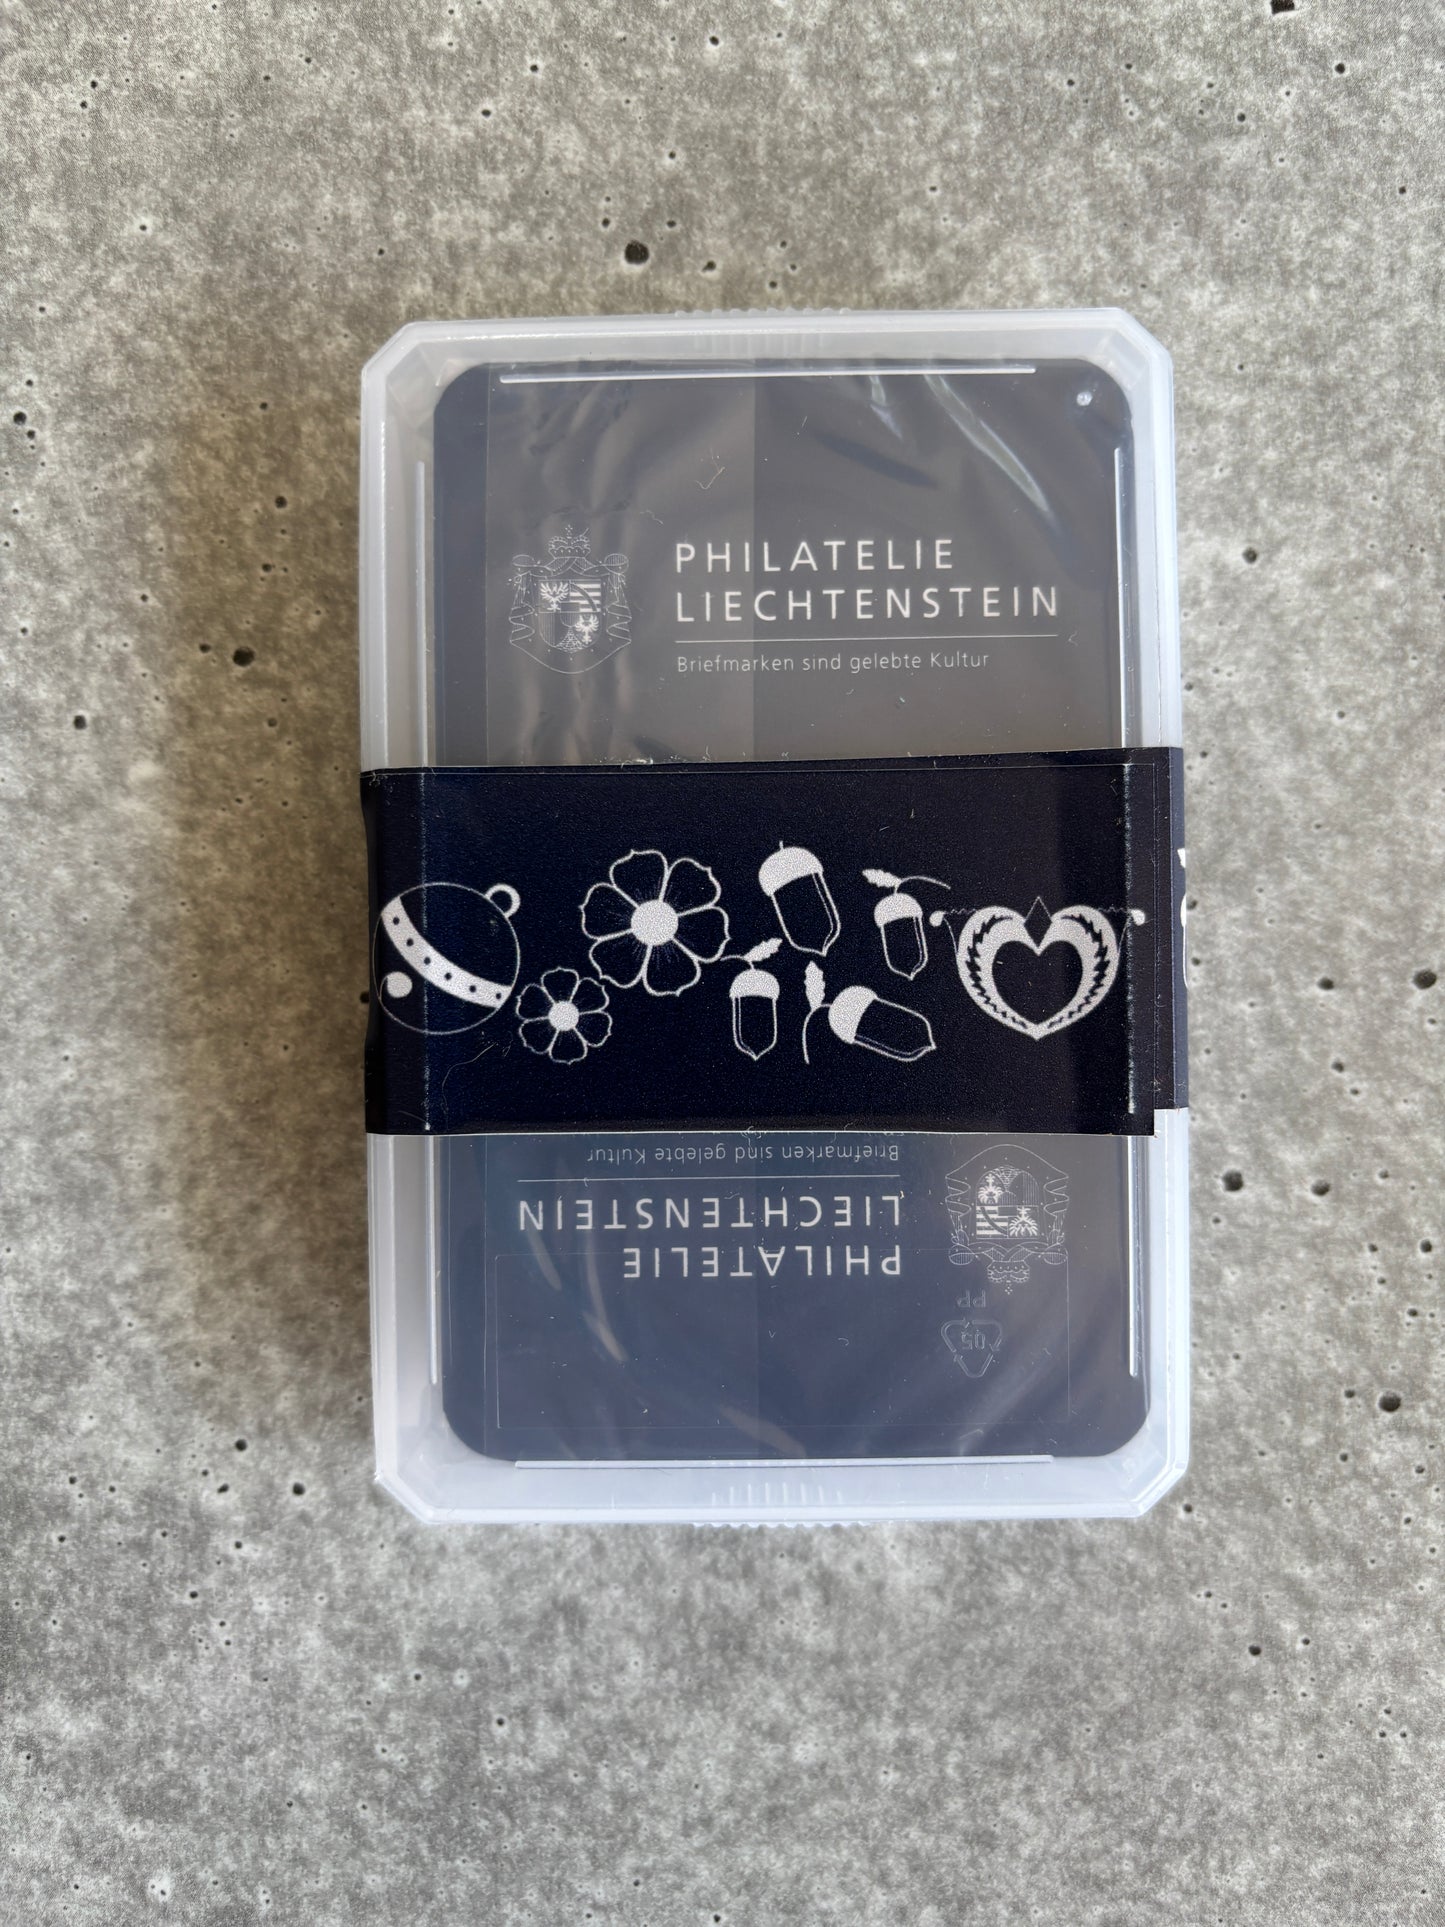 PHILATELIE
LIECHTENSTEIN
Briefmarken sind gelebte Kultur
Briefmarken sind gelebte Kultur
LIECHTENSTEIN
PHILATELIE
PP
05